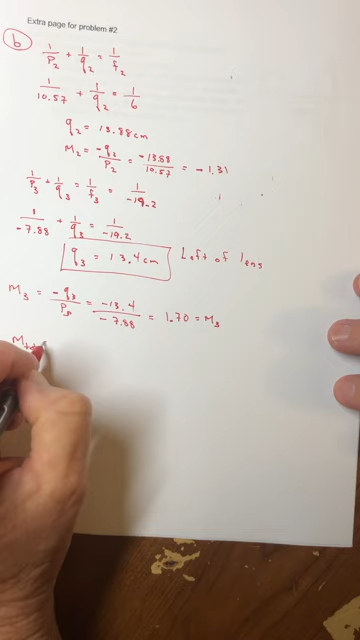 Extra page for problem #2
b
1/P₂ + 1/q₂ = 1/f₂
1/10.57 + 1/q₂ = 1/6
q₂ = 13.88 cm
M₂ = -q₃/P₂ = -13.88/10.57 = -1.31
1/P₃ + 1/q₃ = 1/f₃ = 1/-19.2
1/-7.88 + 1/q₃ = 1/-19.2
q₃ = 13.4 cm Left of lens
M₃ = -q₃/Pₚ = -13.4/-7.88 = 1.70 = M₃